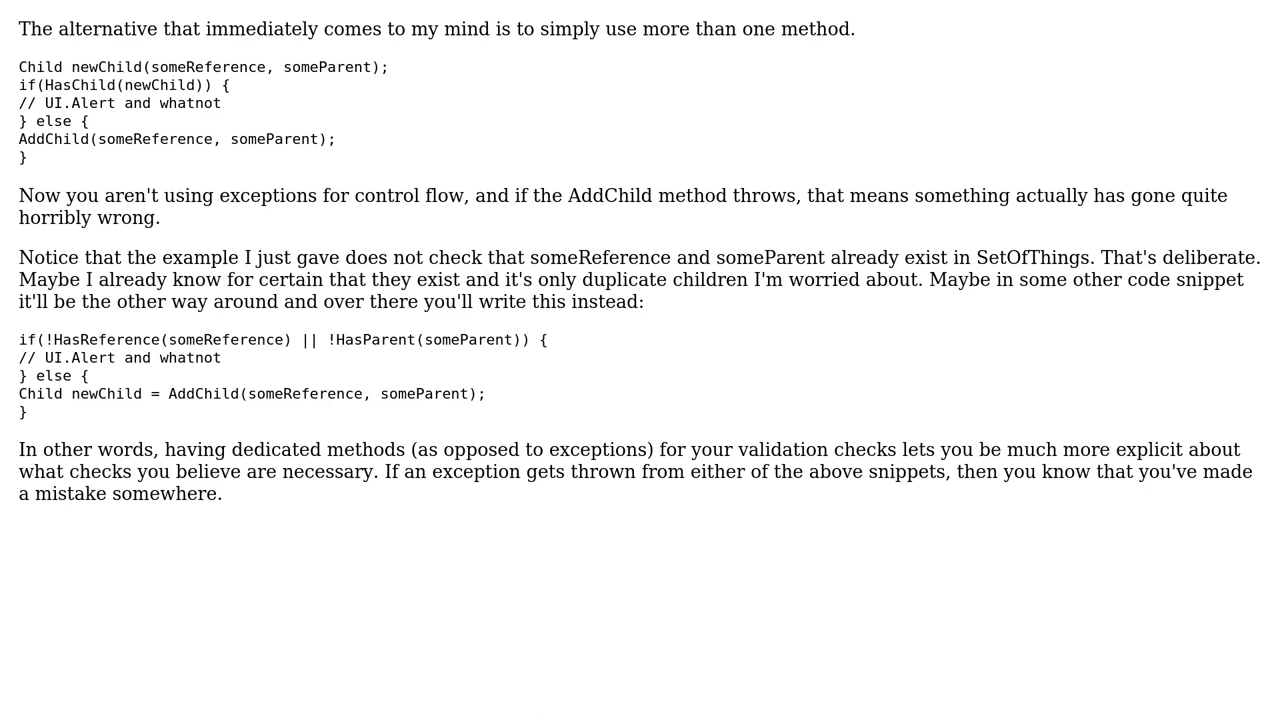 The alternative that immediately comes to my mind is to simply use more than one method.
Child newChild(someReference, someParent);
if(HasChild(newChild)) {
// UI.Alert and whatnot
} else {
AddChild(someReference, someParent);
}
Now you aren't using exceptions for control flow, and if the AddChild method throws, that means something actually has gone quite
horribly wrong.
Notice that the example I just gave does not check that someReference and someParent already exist in SetOfThings. That's deliberate.
Maybe I already know for certain that they exist and it's only duplicate children I'm worried about. Maybe in some other code snippet
it'll be the other way around and over there you'll write this instead:
if(!HasReference(someReference) || !HasParent(someParent)) {
// UI.Alert and whatnot
} else {
Child newChild = AddChild(someReference, someParent);
}
In other words, having dedicated methods (as opposed to exceptions) for your validation checks lets you be much more explicit about
what checks you believe are necessary. If an exception gets thrown from either of the above snippets, then you know that you've made
a mistake somewhere.